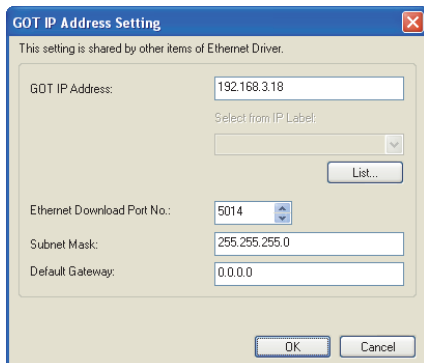 GOT IP Address Setting
This setting is shared by other items of Ethernet Driver.
GOT IP Address: 192.168.3.18
Select from IP Label:
List...
Ethernet Download Port No.: 5014
Subnet Mask: 255.255.255.0
Default Gateway: 0.0.0.0
OK Cancel